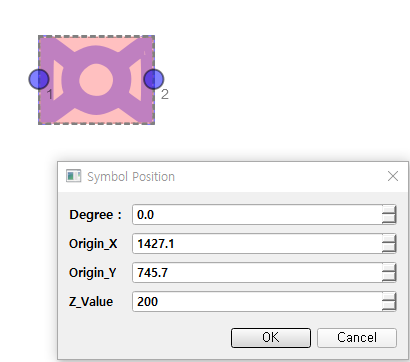 1
2
Symbol Position
Degree : 0.0
Origin_X 1427.1
Origin_Y 745.7
Z_Value 200
OK Cancel